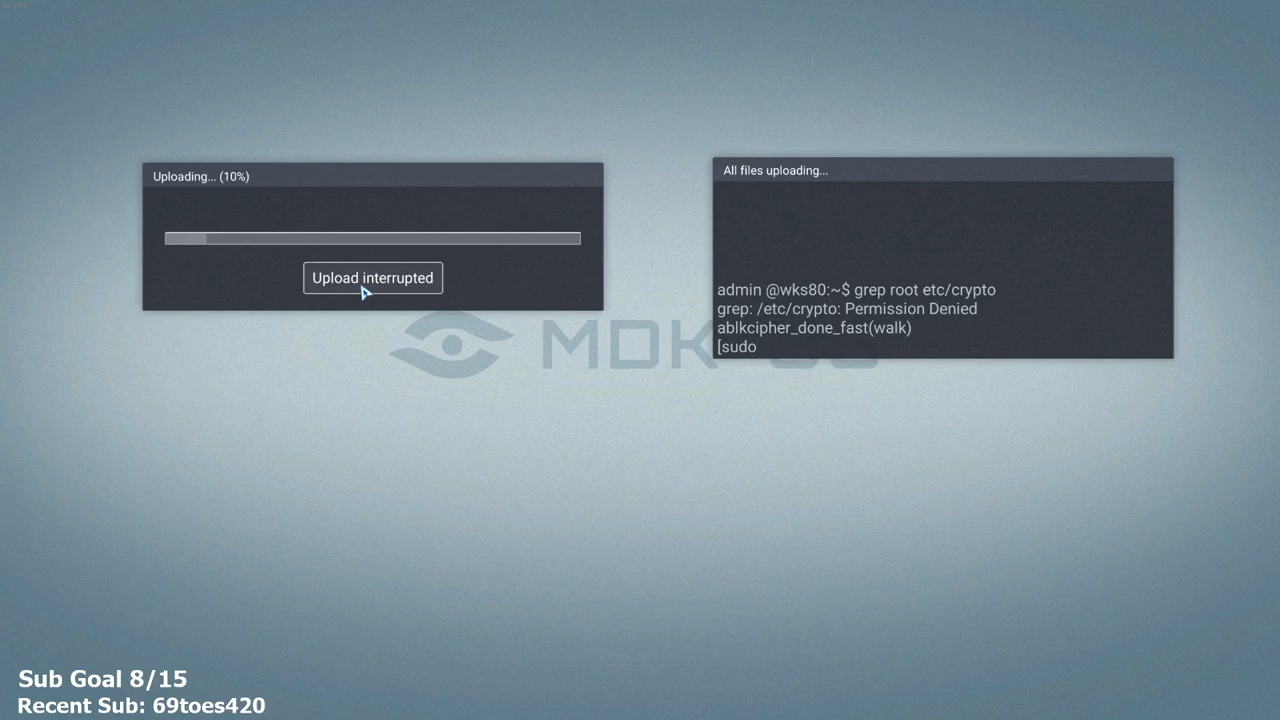 Uploading... (10%)
Upload interrupted
All files uploading...
admin @wks80:~$ grep root etc/crypto
grep: /etc/crypto: Permission Denied
ablkcipher_done_fast(walk)
[sudo
MDK
Sub Goal 8/15
Recent Sub: 69toes420